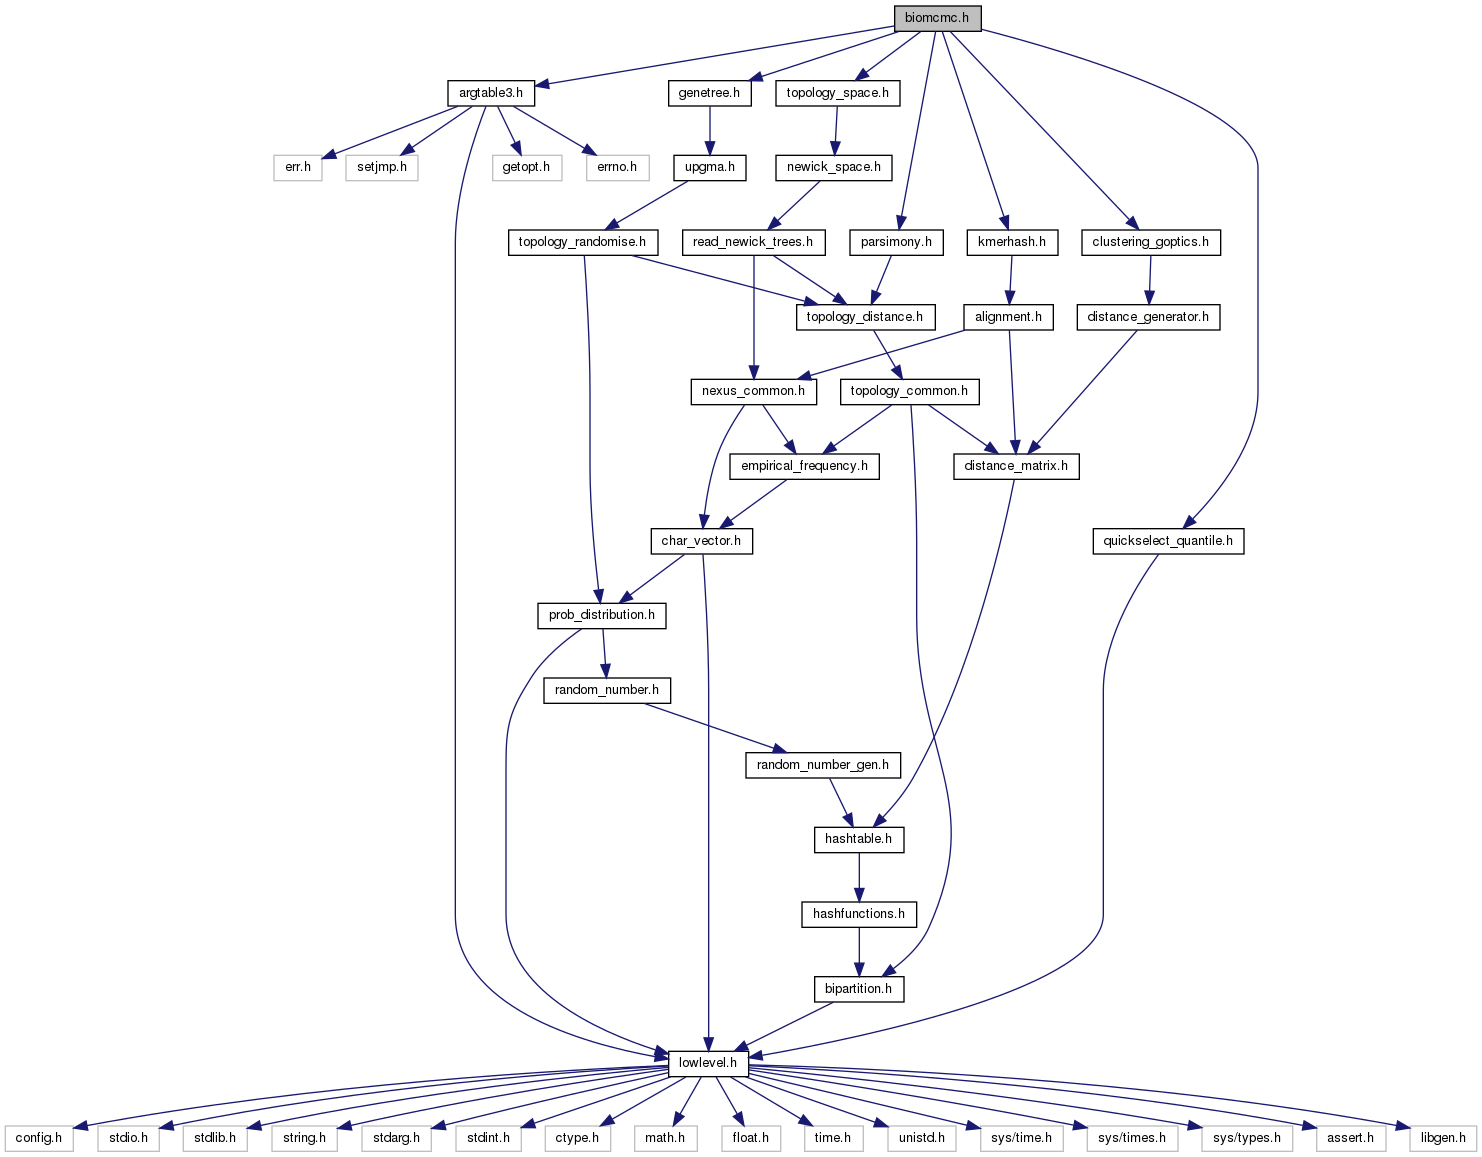 biomcmc.h
argtable3.h
genetree.h
topology_space.h
err.h
setjmp.h
getopt.h
errno.h
upgma.h
newick_space.h
topology_randomise.h
read_newick_trees.h
parsimony.h
kmerhash.h
clustering_goptics.h
topology_distance.h
alignment.h
distance_generator.h
nexus_common.h
topology_common.h
empirical_frequency.h
distance_matrix.h
char_vector.h
quickselect_quantile.h
prob_distribution.h
random_number.h
random_number_gen.h
hashtable.h
hashfunctions.h
bipartition.h
lowlevel.h
config.h
stdio.h
stdlib.h
string.h
stdarg.h
stdint.h
ctype.h
math.h
float.h
time.h
unistd.h
sys/time.h
sys/times.h
sys/types.h
assert.h
libgen.h